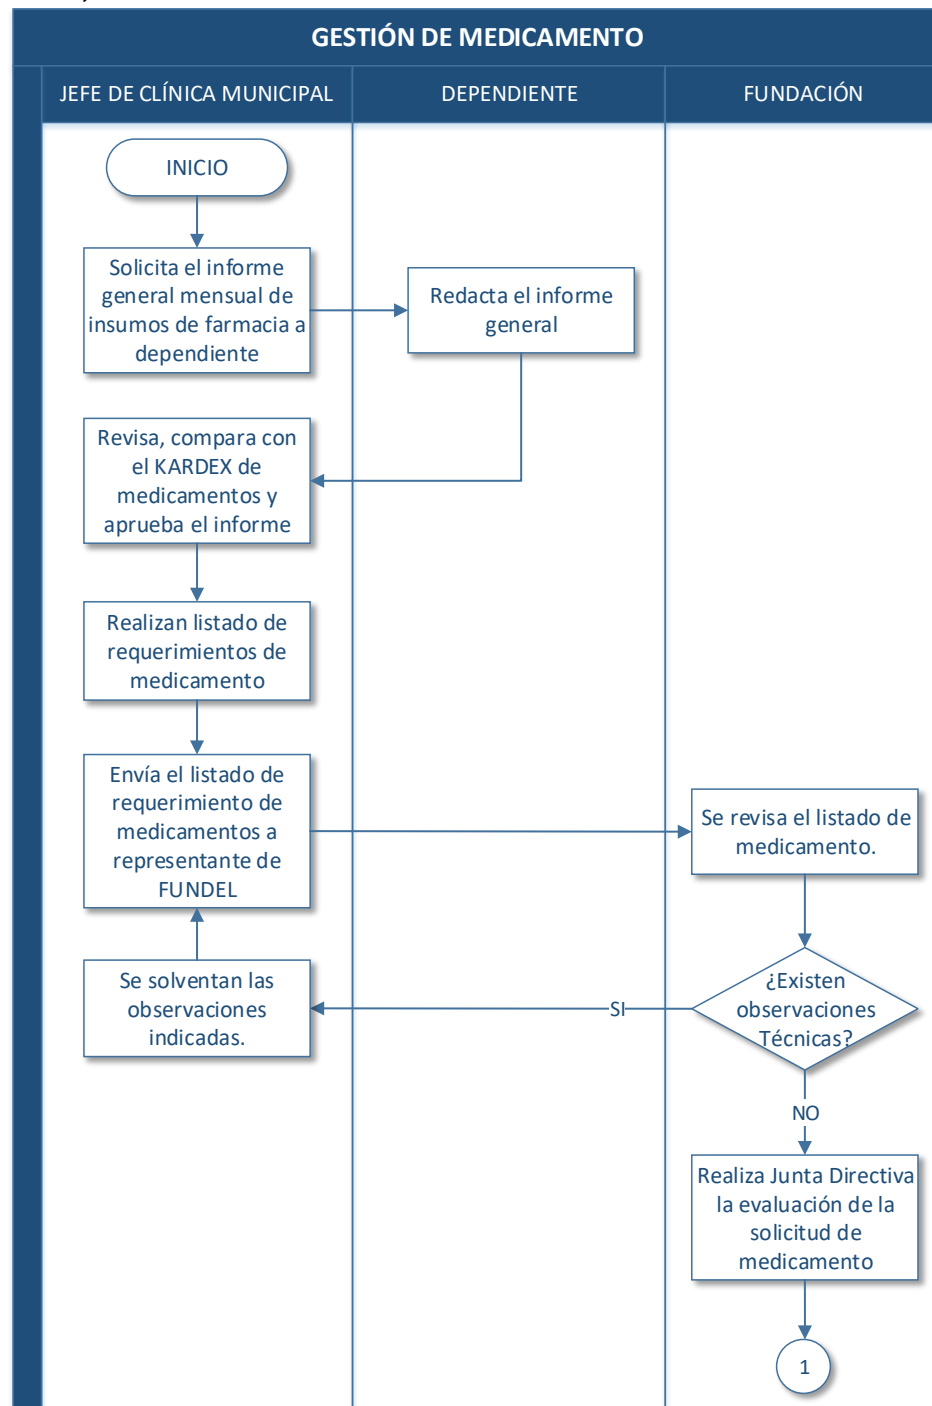 GESTIÓN DE MEDICAMENTO
JEFE DE CLÍNICA MUNICIPAL
DEPENDIENTE
FUNDACIÓN
INICIO
Solicita el informe
general mensual de
insumos de farmacia a
dependiente
Redacta el informe
general
Revisa, compara con
el KARDEX de
medicamentos y
aprueba el informe
Realizan listado de
requerimientos de
medicamento
Envía el listado de
requerimiento de
medicamentos a
representante de
FUNDEL
Se revisa el listado de
medicamento.
¿Existen
observaciones
Técnicas?
SI
Se solventan las
observaciones
indicadas.
NO
Realiza Junta Directiva
la evaluación de la
solicitud de
medicamento
1